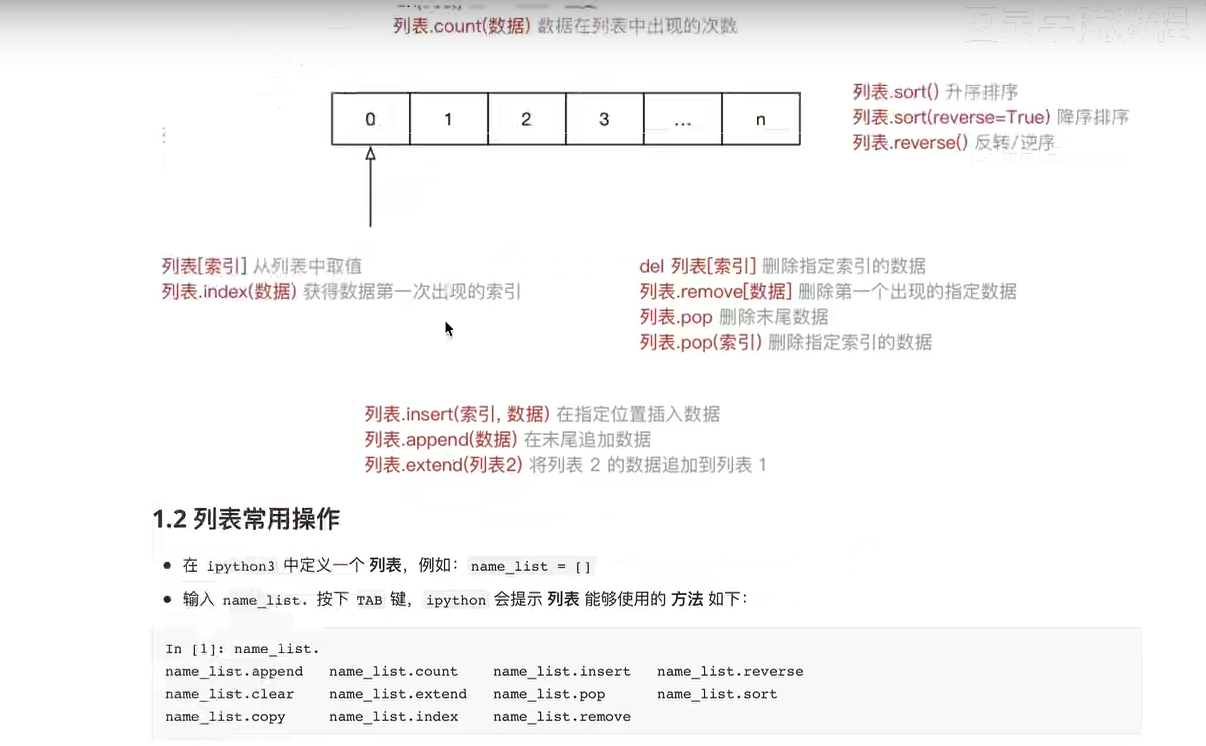 列表.count(数据) 数据在列表中出现的次数
图灵学院教程
0 1 2 3 ... n
列表.sort() 升序排序
列表.sort(reverse=True) 降序排序
列表.reverse() 反转/逆序
列表[索引] 从列表中取值
列表.index(数据) 获得数据第一次出现的索引
del 列表[索引] 删除指定索引的数据
列表.remove[数据] 删除第一个出现的指定数据
列表.pop 删除末尾数据
列表.pop(索引) 删除指定索引的数据
列表.insert(索引, 数据) 在指定位置插入数据
列表.append(数据) 在末尾追加数据
列表.extend(列表2) 将列表 2 的数据追加到列表 1
1.2 列表常用操作
• 在 ipython3 中定义一个 列表，例如： name_list = []
• 输入 name_list. 按下 TAB 键， ipython 会提示 列表 能够使用的 方法 如下：
In [1]: name_list.
name_list.append name_list.count name_list.insert name_list.reverse
name_list.clear name_list.extend name_list.pop name_list.sort
name_list.copy name_list.index name_list.remove